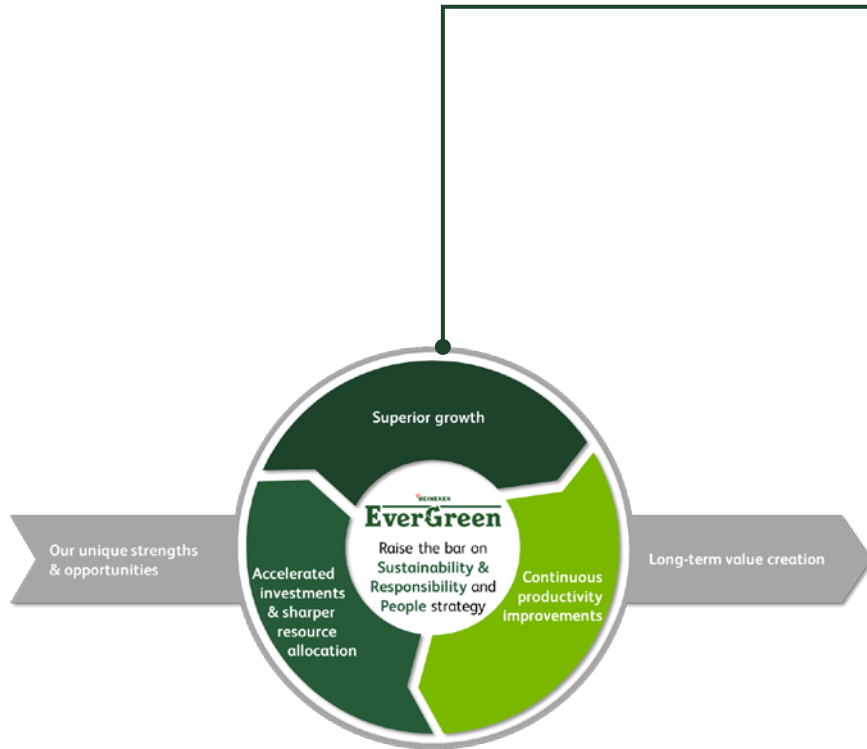 Superior growth
HEINEKEN
EverGreen
Raise the bar on
Sustainability &
Responsibility and
People strategy
Our unique strengths
& opportunities
Accelerated
investments
& sharper
resource
allocation
Continuous
productivity
improvements
Long-term value creation